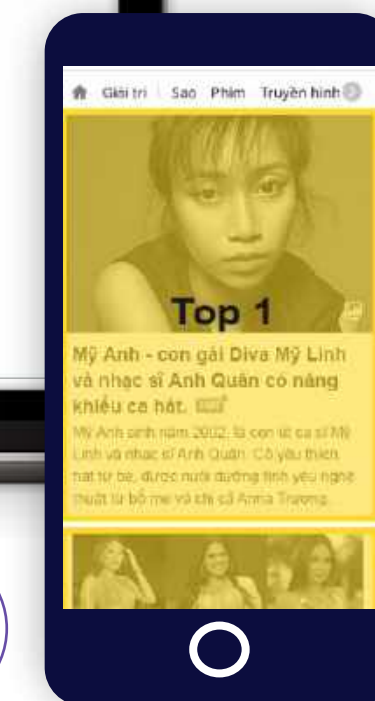 Giải trí Sao Phim Truyền hình
Top 1
Mỹ Anh - con gái Diva Mỹ Linh
và nhạc sĩ Anh Quân có năng
khiếu ca hát.
Mỹ Anh sinh năm 2002, là con út ca sĩ Mỹ
Linh và nhạc sĩ Anh Quân. Cô yêu thích
hát từ bé, được nuôi dưỡng tình yêu nghệ
thuật từ bố mẹ và chị cả Anna Trương.